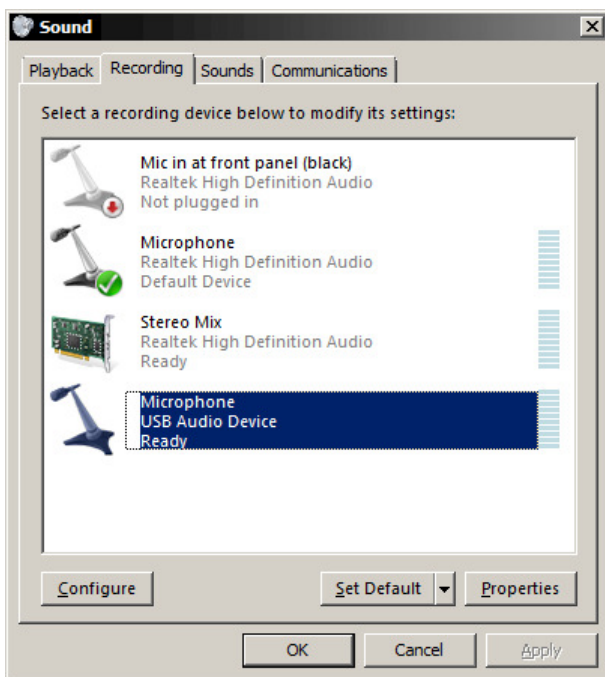 Sound
Playback Recording Sounds Communications
Select a recording device below to modify its settings:
Mic in at front panel (black)
Realtek High Definition Audio
Not plugged in
Microphone
Realtek High Definition Audio
Default Device
Stereo Mix
Realtek High Definition Audio
Ready
Microphone
USB Audio Device
Ready
Configure Set Default Properties
OK Cancel Apply